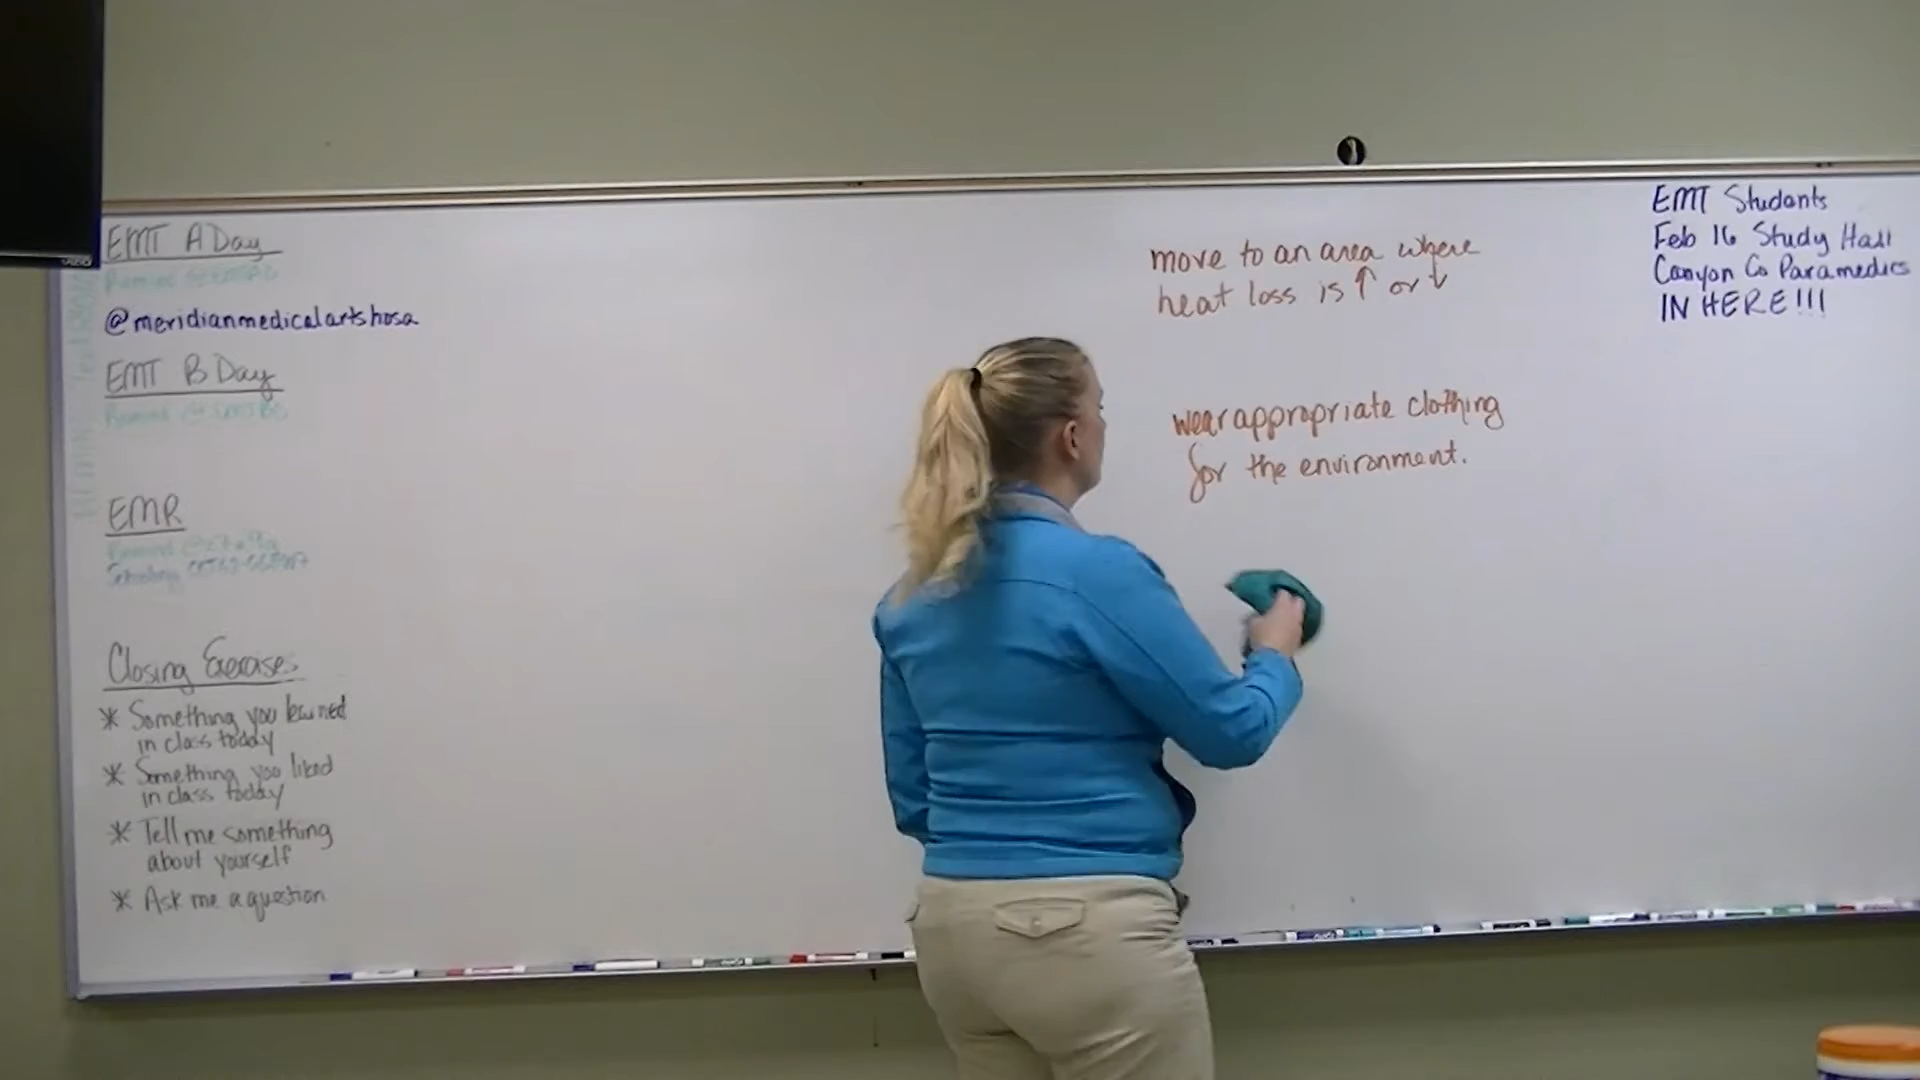 EMT A Day
@meridianmedicalartshosa
EMT B Day
EMR
Closing Exercises
* Something you learned
in class today
* Something you liked
in class today
* Tell me something
about yourself
* Ask me a question
move to an area where
heat loss is ↑ or ↓
wear appropriate clothing
for the environment.
EMT Students
Feb 16 Study Hall
Canyon Co Paramedics
IN HERE!!!